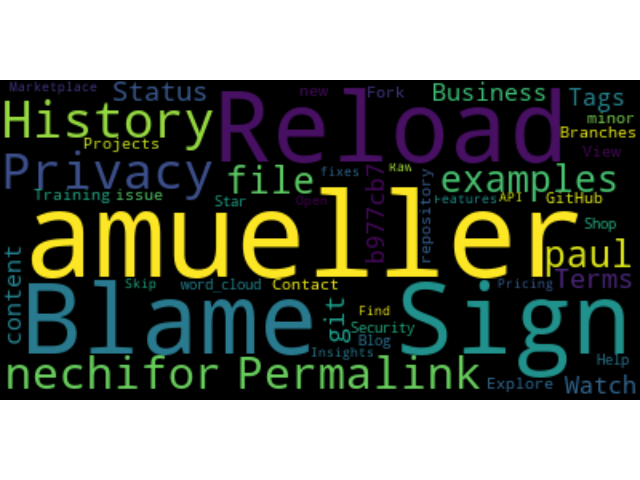 Marketplace
Status
new
Fork
Business
Tags
History
Reload
minor
Projects
Branches
View
Privacy
file
fixes
Raw
examples
Training
issue
Star
Open
b977cb7
repository
Features
API
GitHub
amueller
Shop
paul
content
Terms
Skip
word_cloud
Contact
Pricing
Blame
git
Find
Security
Blog
Sign
Insights
Help
nechifor
Permalink
Explore
Watch